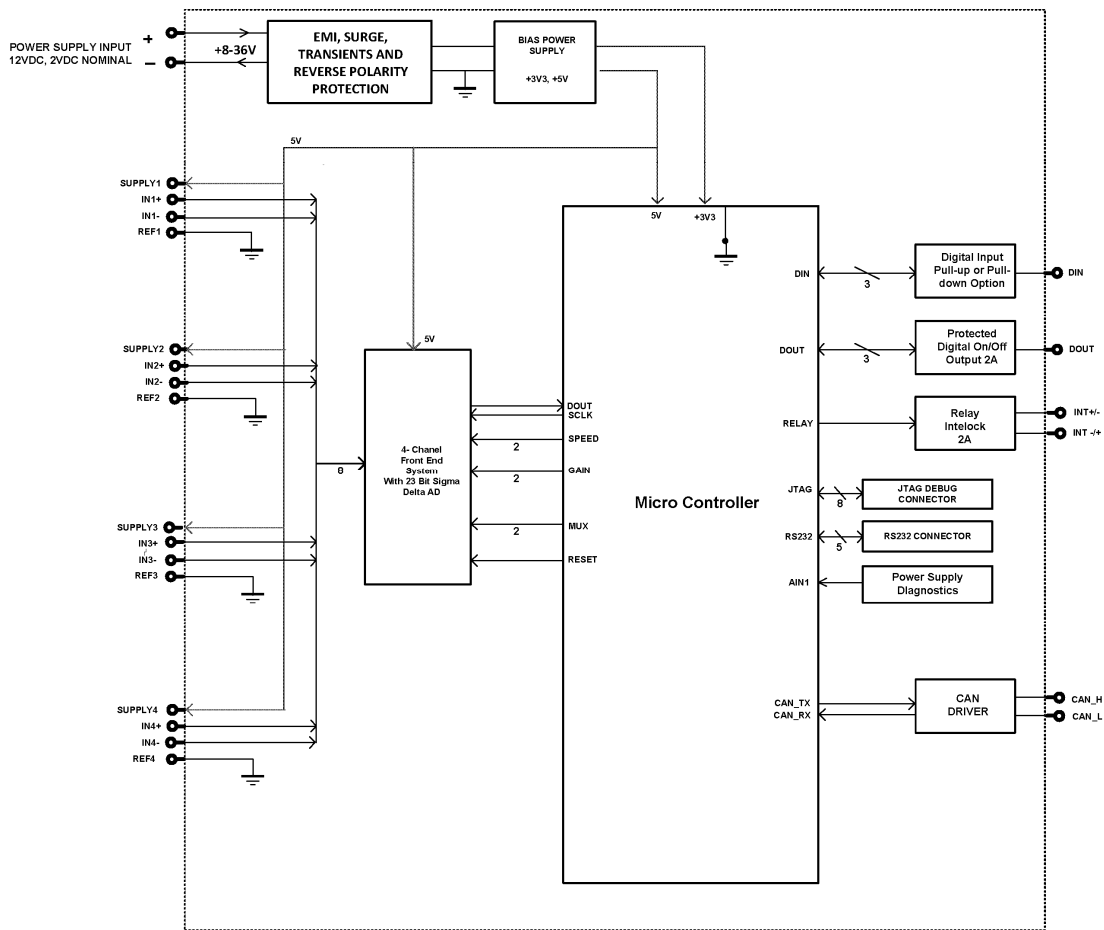 POWER SUPPLY INPUT
12VDC, 2VDC NOMINAL
+
–
+8-36V
EMI, SURGE,
TRANSIENTS AND
REVERSE POLARITY
PROTECTION
BIAS POWER
SUPPLY
+3V3, +5V
5V
SUPPLY1
IN1+
IN1-
REF1
SUPPLY2
IN2+
IN2-
REF2
SUPPLY3
IN3+
IN3-
REF3
SUPPLY4
IN4+
IN4-
REF4
8
5V
4- Chanel
Front End
System
With 23 Bit Sigma
Delta AD
2
2
2
5V
+3V3
DOUT
SCLK
SPEED
GAIN
MUX
RESET
Micro Controller
DIN
DOUT
RELAY
JTAG
RS232
AIN1
CAN_TX
CAN_RX
3
3
8
5
Digital Input
Pull-up or Pull-
down Option
Protected
Digital On/Off
Output 2A
Relay
Intelock
2A
JTAG DEBUG
CONNECTOR
RS232 CONNECTOR
Power Supply
DIagnostics
CAN
DRIVER
DIN
DOUT
INT+/-
INT -/+
CAN_H
CAN_L